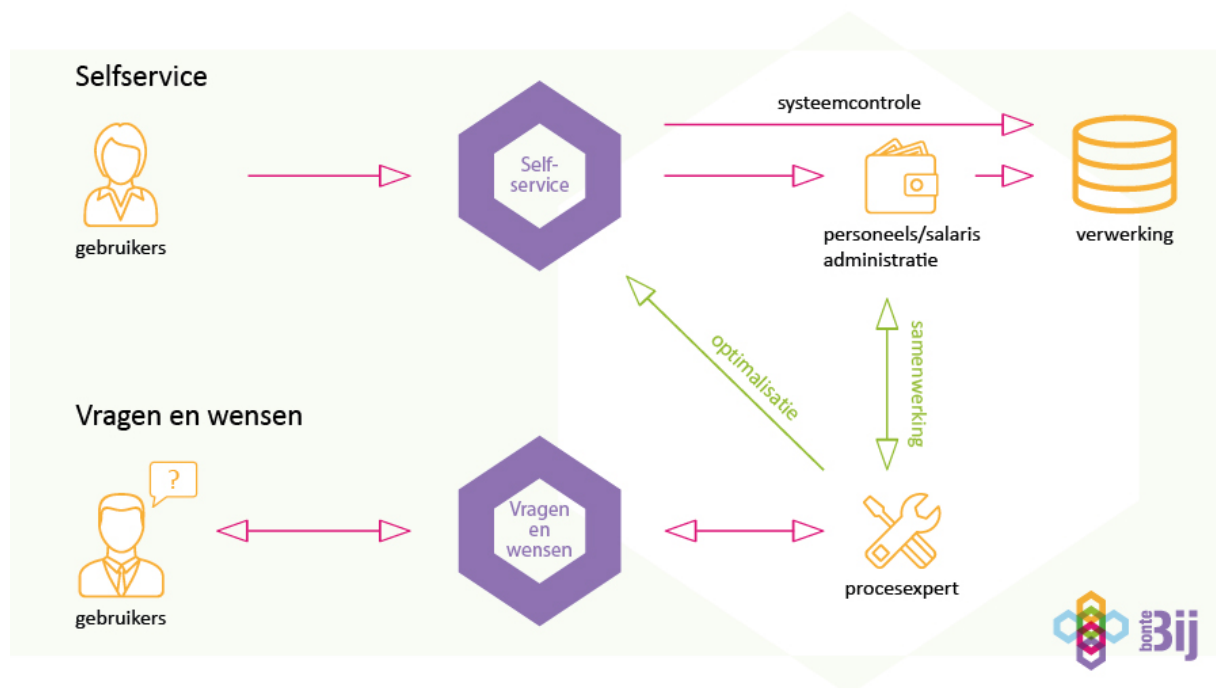 Selfservice
systeemcontrole
Self-
service
gebruikers
personeels/salaris
administratie
verwerking
optimalisatie
samenwerking
Vragen en wensen
?
Vragen
en
wensen
gebruikers
procesexpert
bonte
Bij